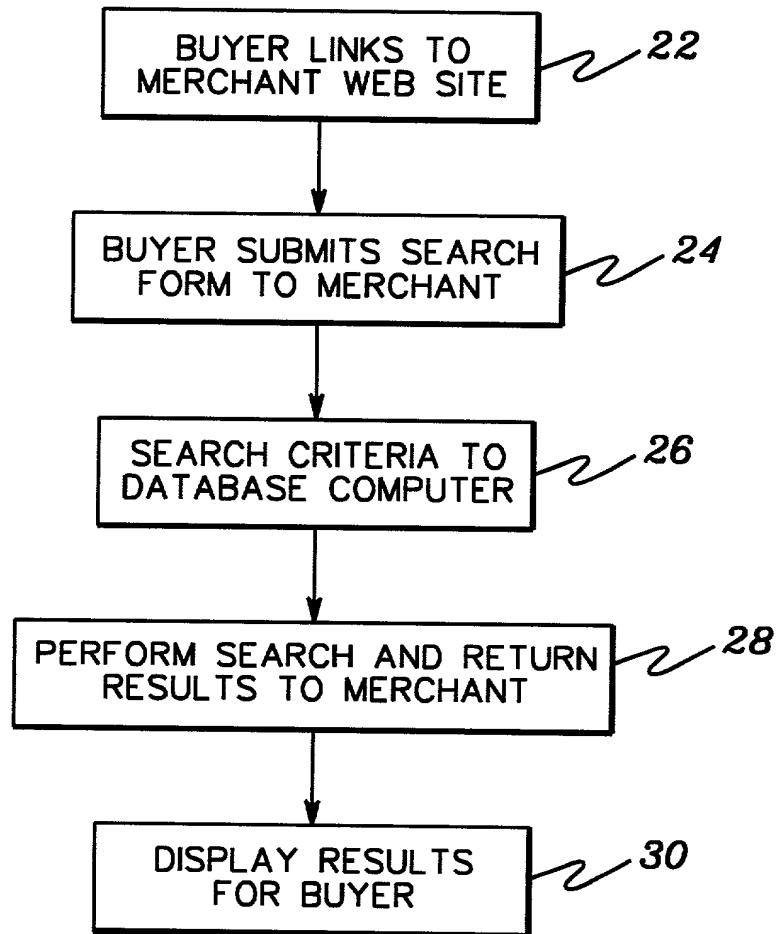 BUYER LINKS TO
MERCHANT WEB SITE
22
BUYER SUBMITS SEARCH
FORM TO MERCHANT
24
SEARCH CRITERIA TO
DATABASE COMPUTER
26
PERFORM SEARCH AND RETURN
RESULTS TO MERCHANT
28
DISPLAY RESULTS
FOR BUYER
30